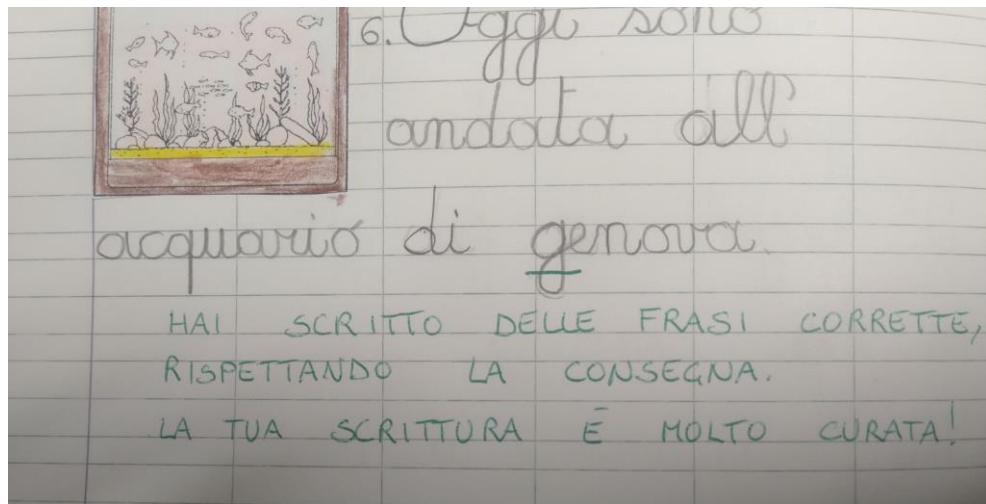 6. Oggi sono
andata all'
acquario di genova.
HAI SCRITTO DELLE FRASI CORRETTE,
RISPETTANDO LA CONSEGNA.
LA TUA SCRITTURA È MOLTO CURATA!